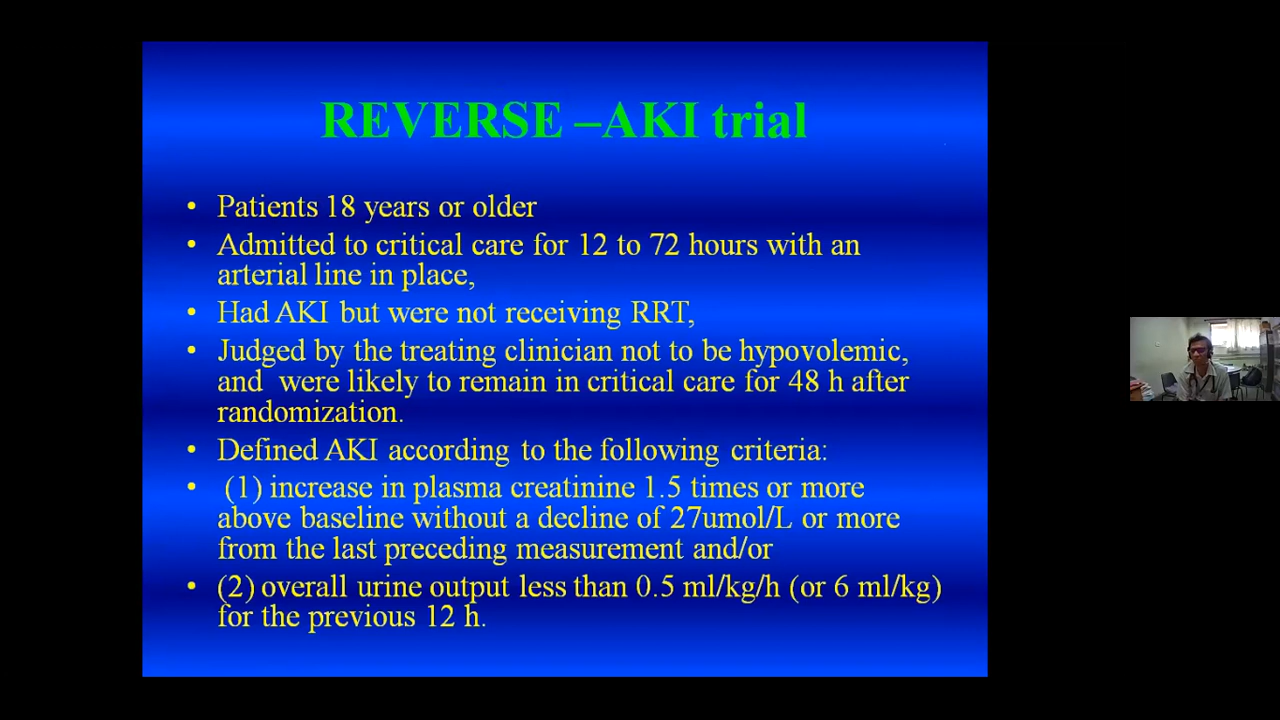 REVERSE –AKI trial
• Patients 18 years or older
• Admitted to critical care for 12 to 72 hours with an
arterial line in place,
• Had AKI but were not receiving RRT,
• Judged by the treating clinician not to be hypovolemic,
and were likely to remain in critical care for 48 h after
randomization.
• Defined AKI according to the following criteria:
• (1) increase in plasma creatinine 1.5 times or more
above baseline without a decline of 27umol/L or more
from the last preceding measurement and/or
• (2) overall urine output less than 0.5 ml/kg/h (or 6 ml/kg)
for the previous 12 h.